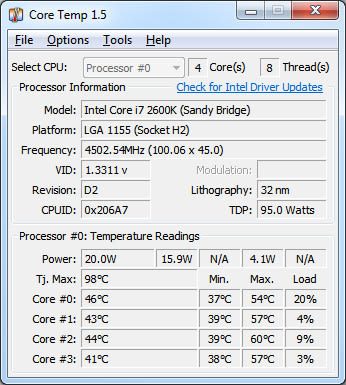 Core Temp 1.5
File Options Tools Help
Select CPU: Processor #0 4 Core(s) 8 Thread(s)
Processor Information Check for Intel Driver Updates
Model: Intel Core i7 2600K (Sandy Bridge)
Platform: LGA 1155 (Socket H2)
Frequency: 4502.54MHz (100.06 x 45.0)
VID: 1.3311 v Modulation:
Revision: D2 Lithography: 32 nm
CPUID: 0x206A7 TDP: 95.0 Watts
Processor #0: Temperature Readings
Power: 20.0W 15.9W N/A 4.1W N/A
Tj. Max: 98°C Min. Max. Load
Core #0: 46°C 37°C 54°C 20%
Core #1: 43°C 39°C 57°C 4%
Core #2: 44°C 39°C 60°C 9%
Core #3: 41°C 38°C 57°C 3%